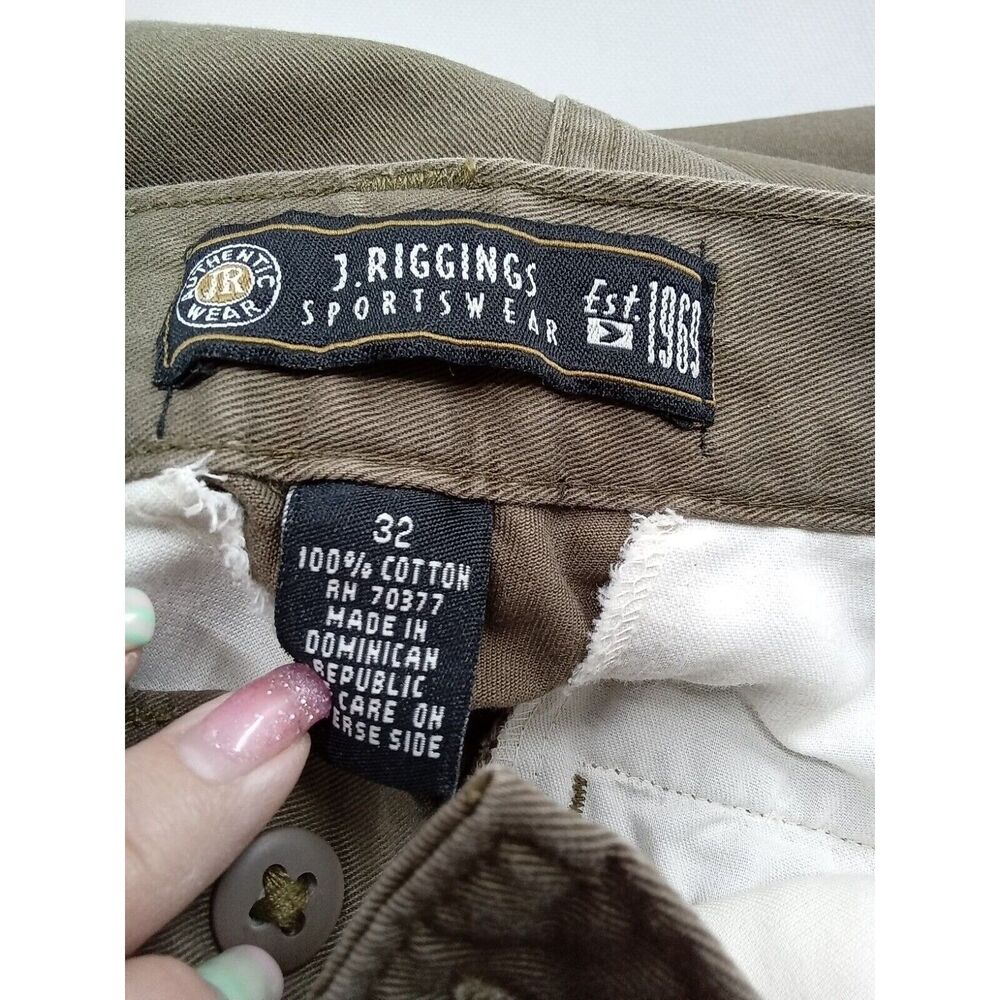 AUTHENTIC
JR
WEAR
J.RIGGINGS
SPORTSWEAR
Est.
1969
32
100% COTTON
RN 70377
MADE IN
DOMINICAN
REPUBLIC
CARE ON
ERSE SIDE